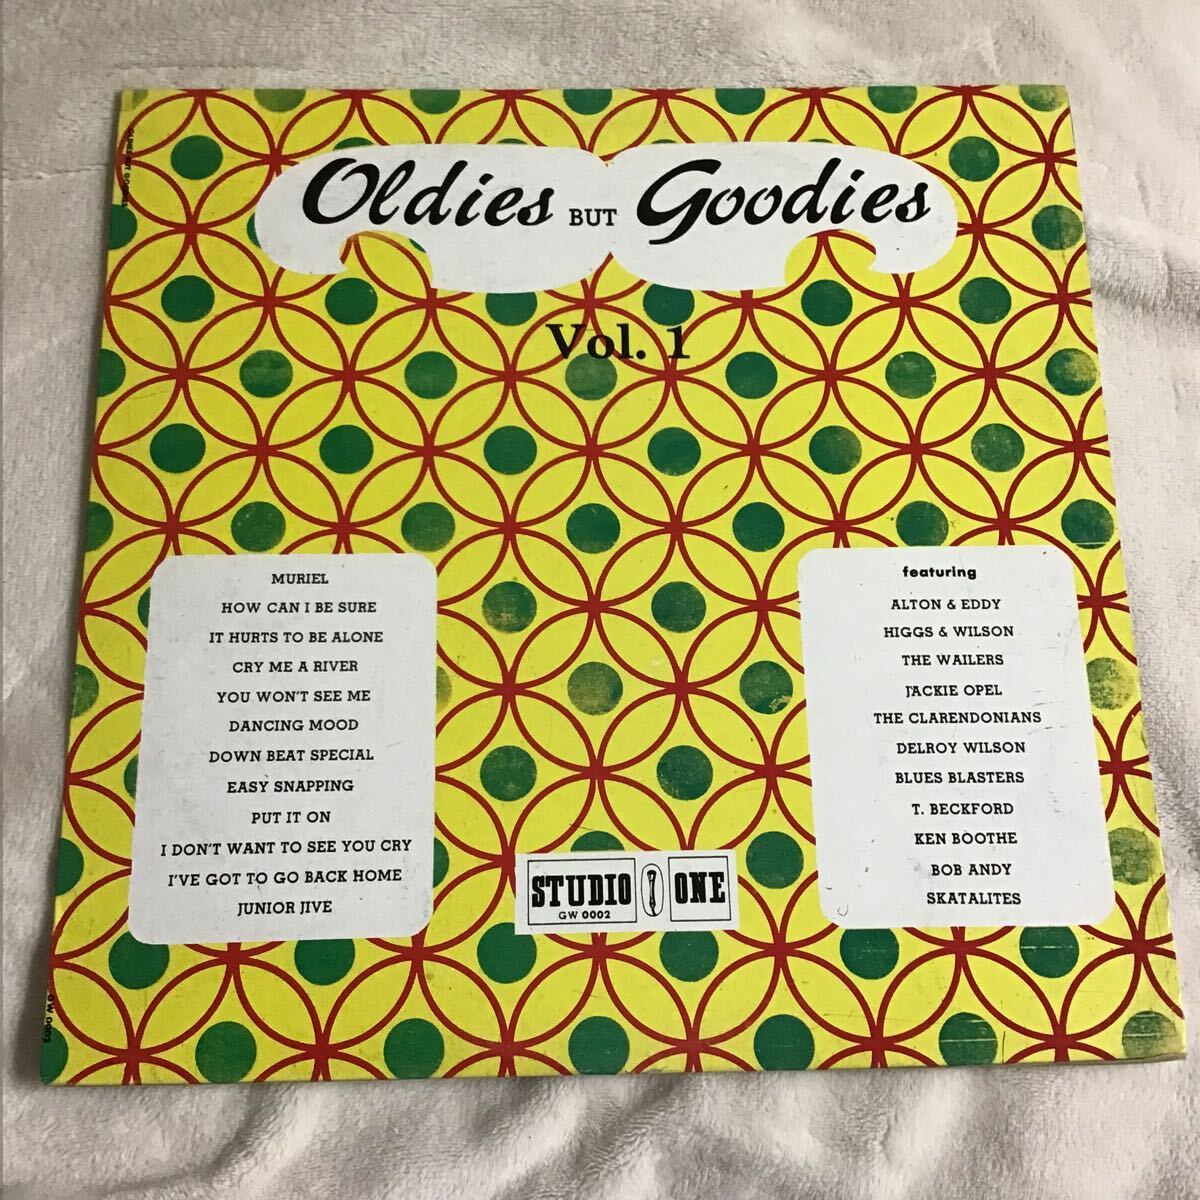 OLDIES BUT GOODIES
Oldies BUT Goodies
Vol. 1
MURIEL
HOW CAN I BE SURE
IT HURTS TO BE ALONE
CRY ME A RIVER
YOU WON'T SEE ME
DANCING MOOD
DOWN BEAT SPECIAL
EASY SNAPPING
PUT IT ON
I DON'T WANT TO SEE YOU CRY
I'VE GOT TO GO BACK HOME
JUNIOR JIVE
featuring
ALTON & EDDY
HIGGS & WILSON
THE WAILERS
JACKIE OPEL
THE CLARENDONIANS
DELROY WILSON
BLUES BLASTERS
T. BECKFORD
KEN BOOTHE
BOB ANDY
SKATALITES
STUDIO ONE
GW 0002